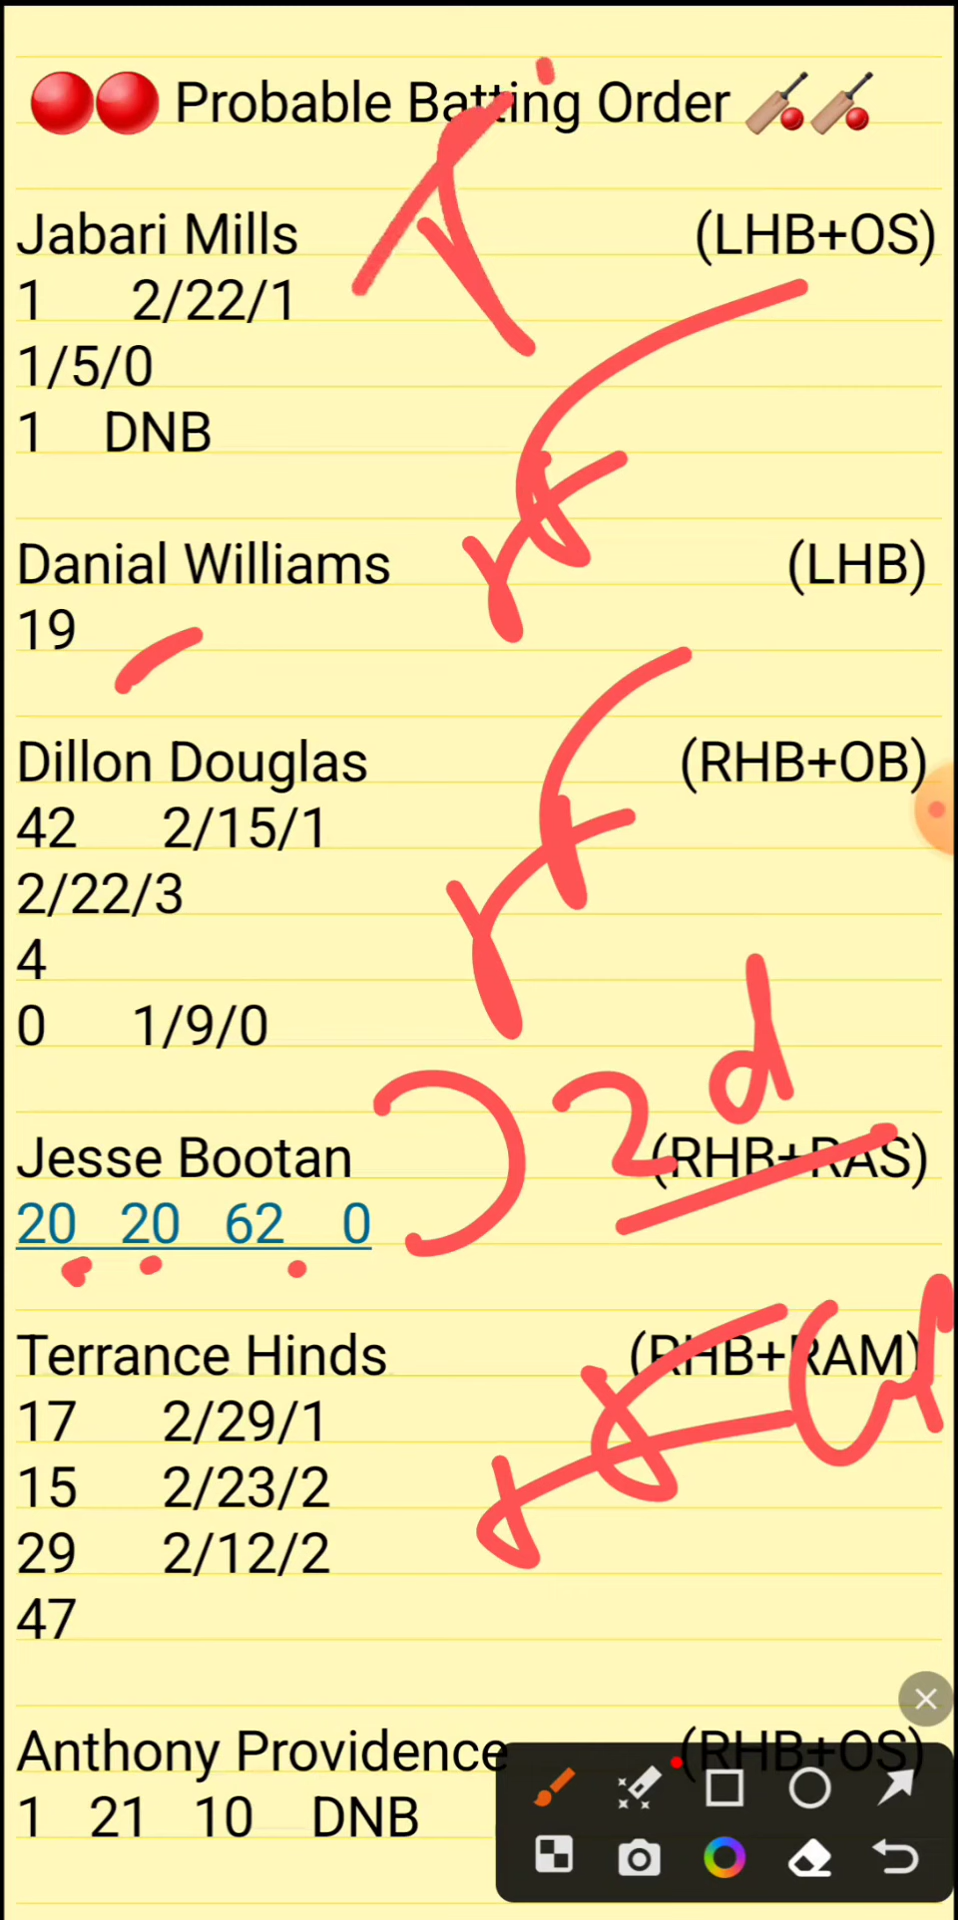 🔴🔴 Probable Batting Order 🏏🏏
Jabari Mills (LHB+OS)
1 2/22/1
1/5/0
1 DNB
Danial Williams (LHB)
19
Dillon Douglas (RHB+OB)
42 2/15/1
2/22/3
4
0 1/9/0
2d
Jesse Bootan (RHB+RAS)
20 20 62 0
Terrance Hinds (RHB+RAM)
17 2/29/1
15 2/23/2
29 2/12/2
47
Anthony Providence (RHB+OS)
1 21 10 DNB